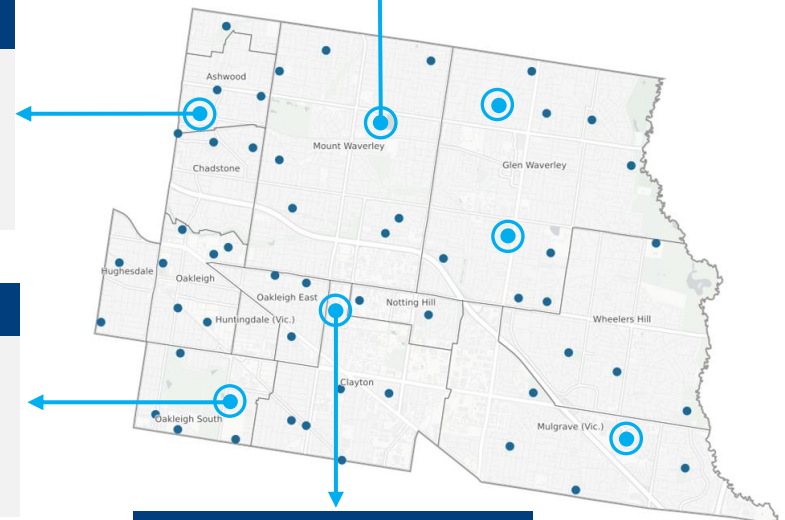 Ashwood
Mount Waverley
Glen Waverley
Chadstone
Hughesdale
Oakleigh
Oakleigh East
Notting Hill
Huntingdale (Vic.)
Wheelers Hill
Clayton
Oakleigh South
Mulgrave (Vic.)